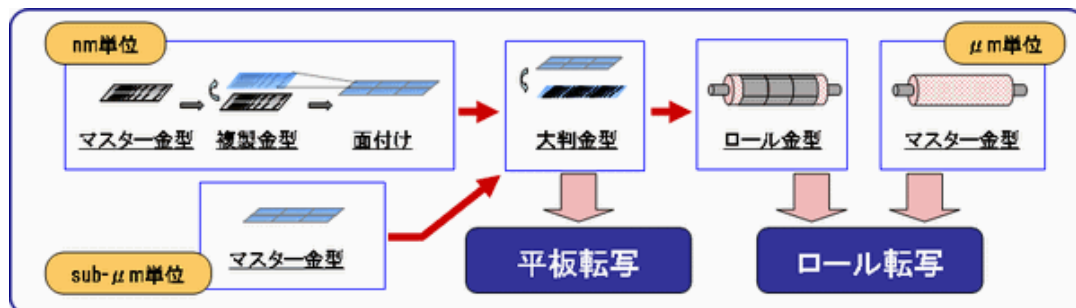 nm単位
マスター金型
複製金型
面付け
大判金型
ロール金型
μm単位
マスター金型
sub-μm単位
マスター金型
平板転写
ロール転写